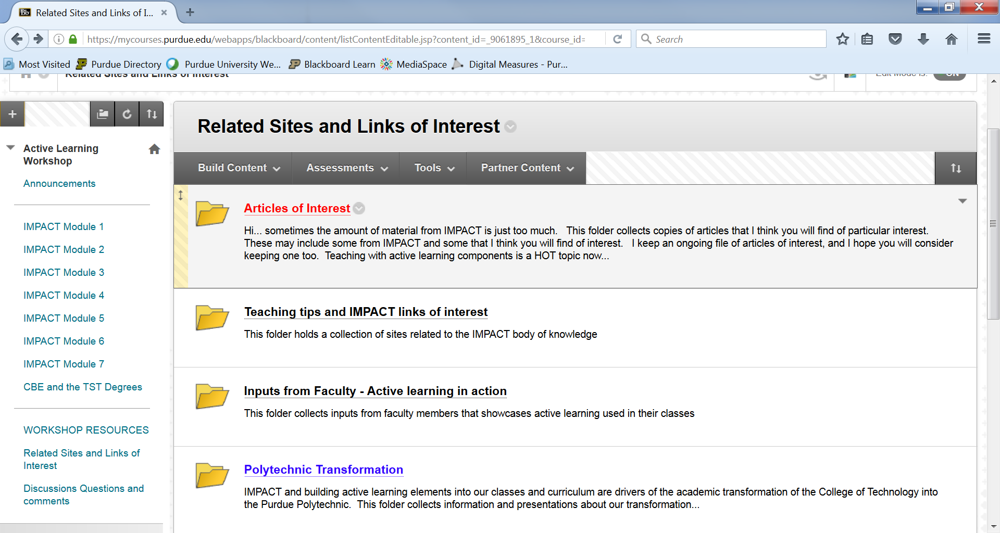 Related Sites and Links of I...
https://mycourses.purdue.edu/webapps/blackboard/content/listContentEditable.jsp?content_id=_9061895_1&course_id=
Search
Most Visited Purdue Directory Purdue University We... Blackboard Learn MediaSpace Digital Measures - Pur...
Related Sites and Links of Interest
Edit Mode is: ON
Related Sites and Links of Interest
Build Content Assessments Tools Partner Content
Active Learning
Workshop
Announcements
IMPACT Module 1
IMPACT Module 2
IMPACT Module 3
IMPACT Module 4
IMPACT Module 5
IMPACT Module 6
IMPACT Module 7
CBE and the TST Degrees
WORKSHOP RESOURCES
Related Sites and Links of
Interest
Discussions Questions and
comments
Articles of Interest
Hi... sometimes the amount of material from IMPACT is just too much. This folder collects copies of articles that I think you will find of particular interest.
These may include some from IMPACT and some that I think you will find of interest. I keep an ongoing file of articles of interest, and I hope you will consider
keeping one too. Teaching with active learning components is a HOT topic now...
Teaching tips and IMPACT links of interest
This folder holds a collection of sites related to the IMPACT body of knowledge
Inputs from Faculty - Active learning in action
This folder collects inputs from faculty members that showcases active learning used in their classes
Polytechnic Transformation
IMPACT and building active learning elements into our classes and curriculum are drivers of the academic transformation of the College of Technology into
the Purdue Polytechnic. This folder collects information and presentations about our transformation...